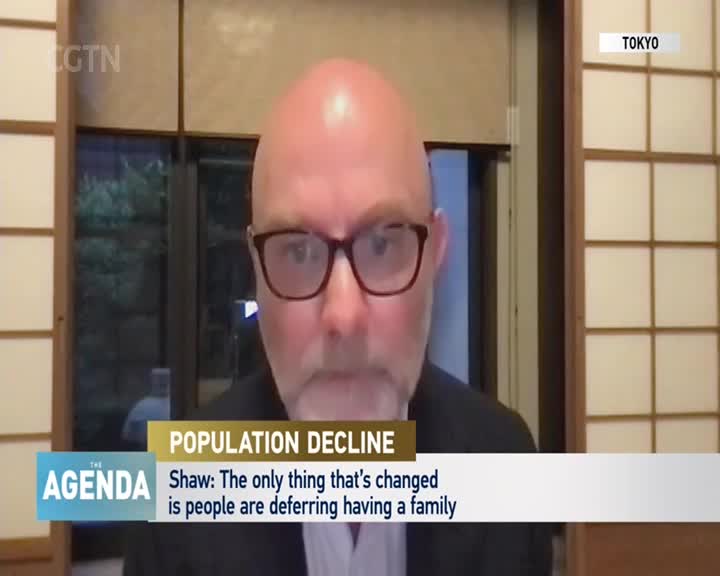 CGTN
TOKYO
POPULATION DECLINE
THE
AGENDA
Shaw: The only thing that's changed
is people are deferring having a family